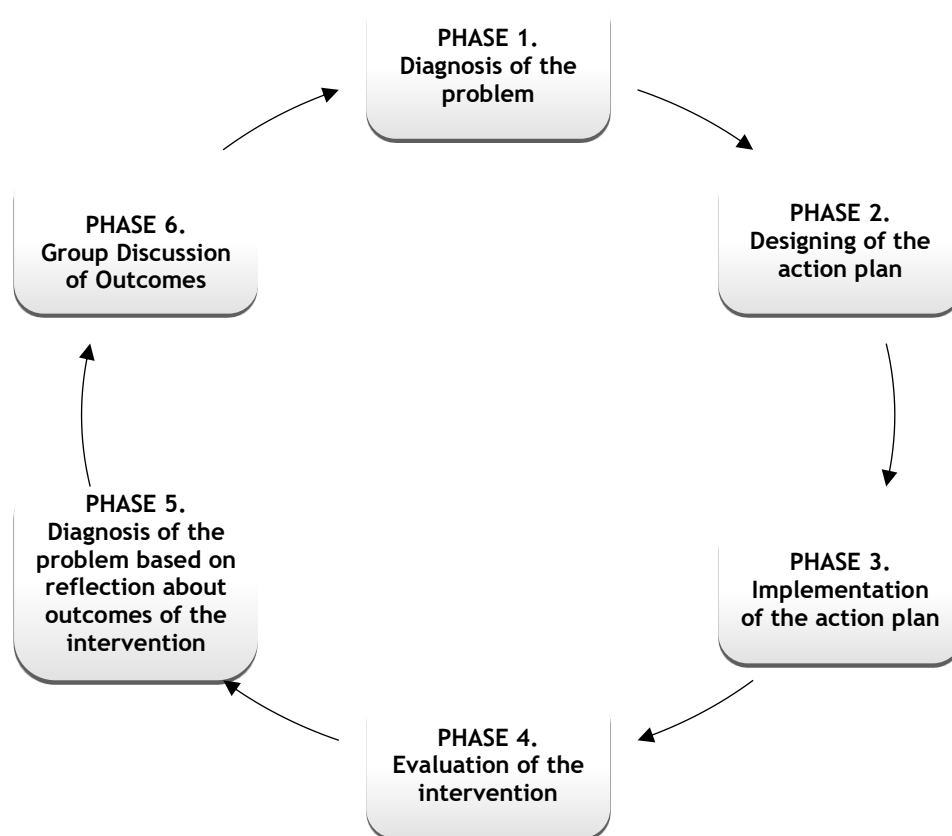 PHASE 1.
Diagnosis of the
problem
PHASE 2.
Designing of the
action plan
PHASE 3.
Implementation
of the action plan
PHASE 4.
Evaluation of the
intervention
PHASE 5.
Diagnosis of the
problem based on
reflection about
outcomes of the
intervention
PHASE 6.
Group Discussion
of Outcomes